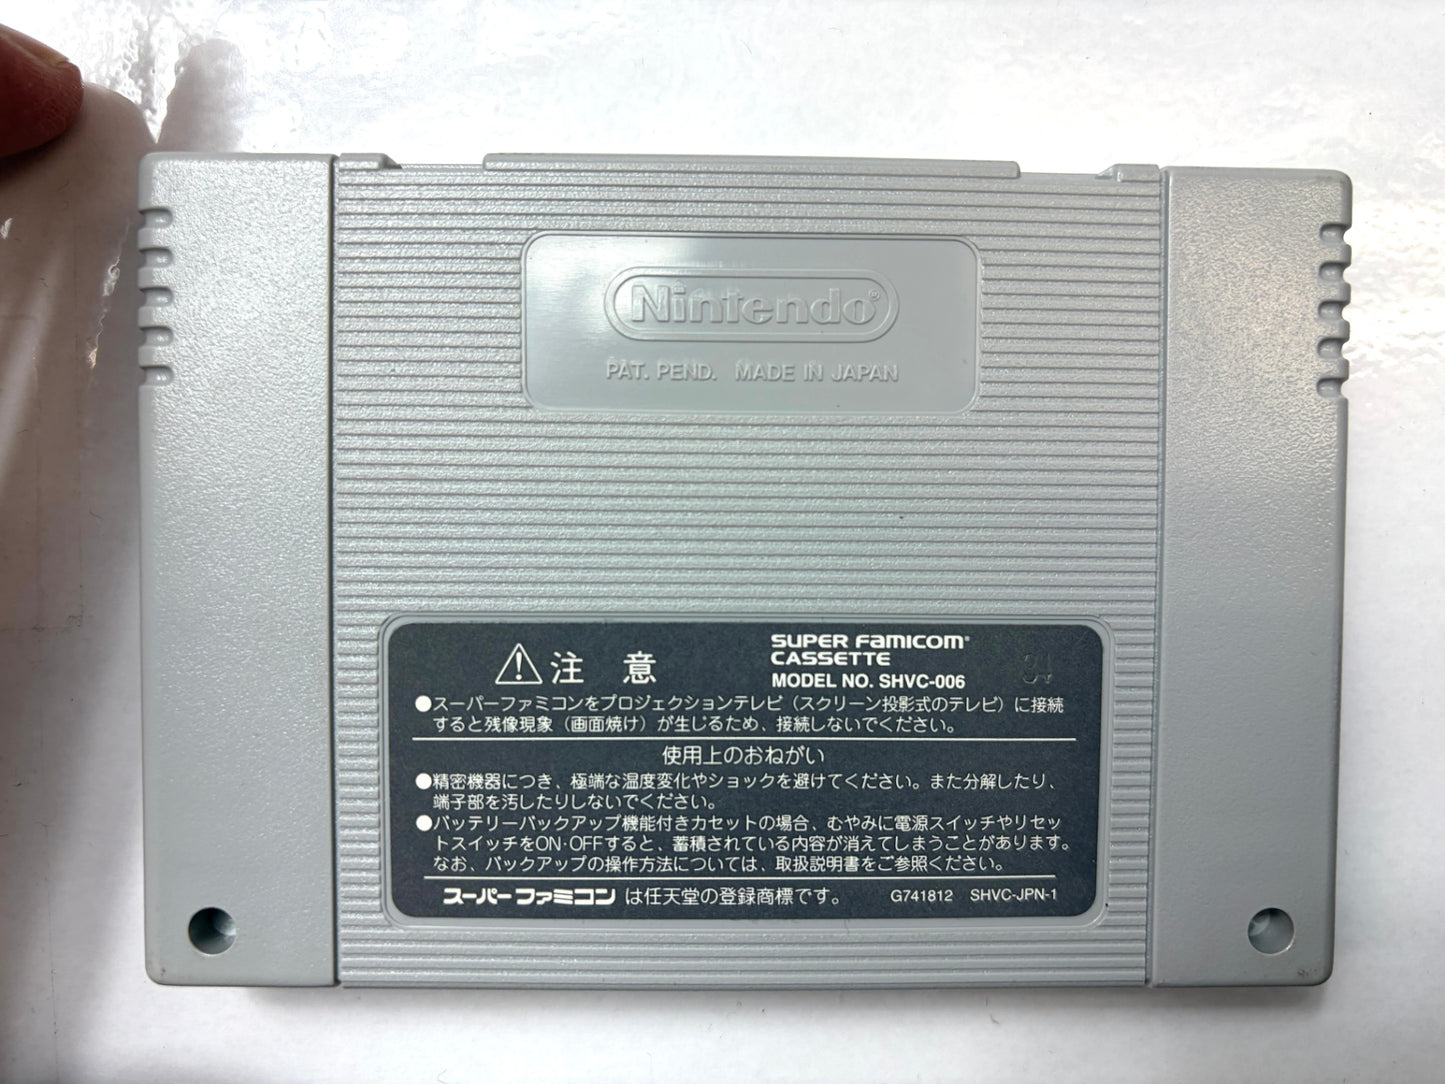 Nintendo®
PAT. PEND. MADE IN JAPAN
⚠注 意
SUPER FAMICOM®
CASSETTE
MODEL NO. SHVC-006
●スーパーファミコンをプロジェクションテレビ（スクリーン投影式のテレビ）に接続
すると残像現象（画面焼け）が生じるため、接続しないでください。
使用上のおねがい
●精密機器につき、極端な温度変化やショックを避けてください。また分解したり、
端子部を汚したりしないでください。
●バッテリーバックアップ機能付きカセットの場合、むやみに電源スイッチやリセッ
トスイッチをON·OFFすると、蓄積されている内容が消えてしまうことがあります。
なお、バックアップの操作方法については、取扱説明書をご参照ください。
スーパーファミコンは任天堂の登録商標です。 G741812 SHVC-JPN-1